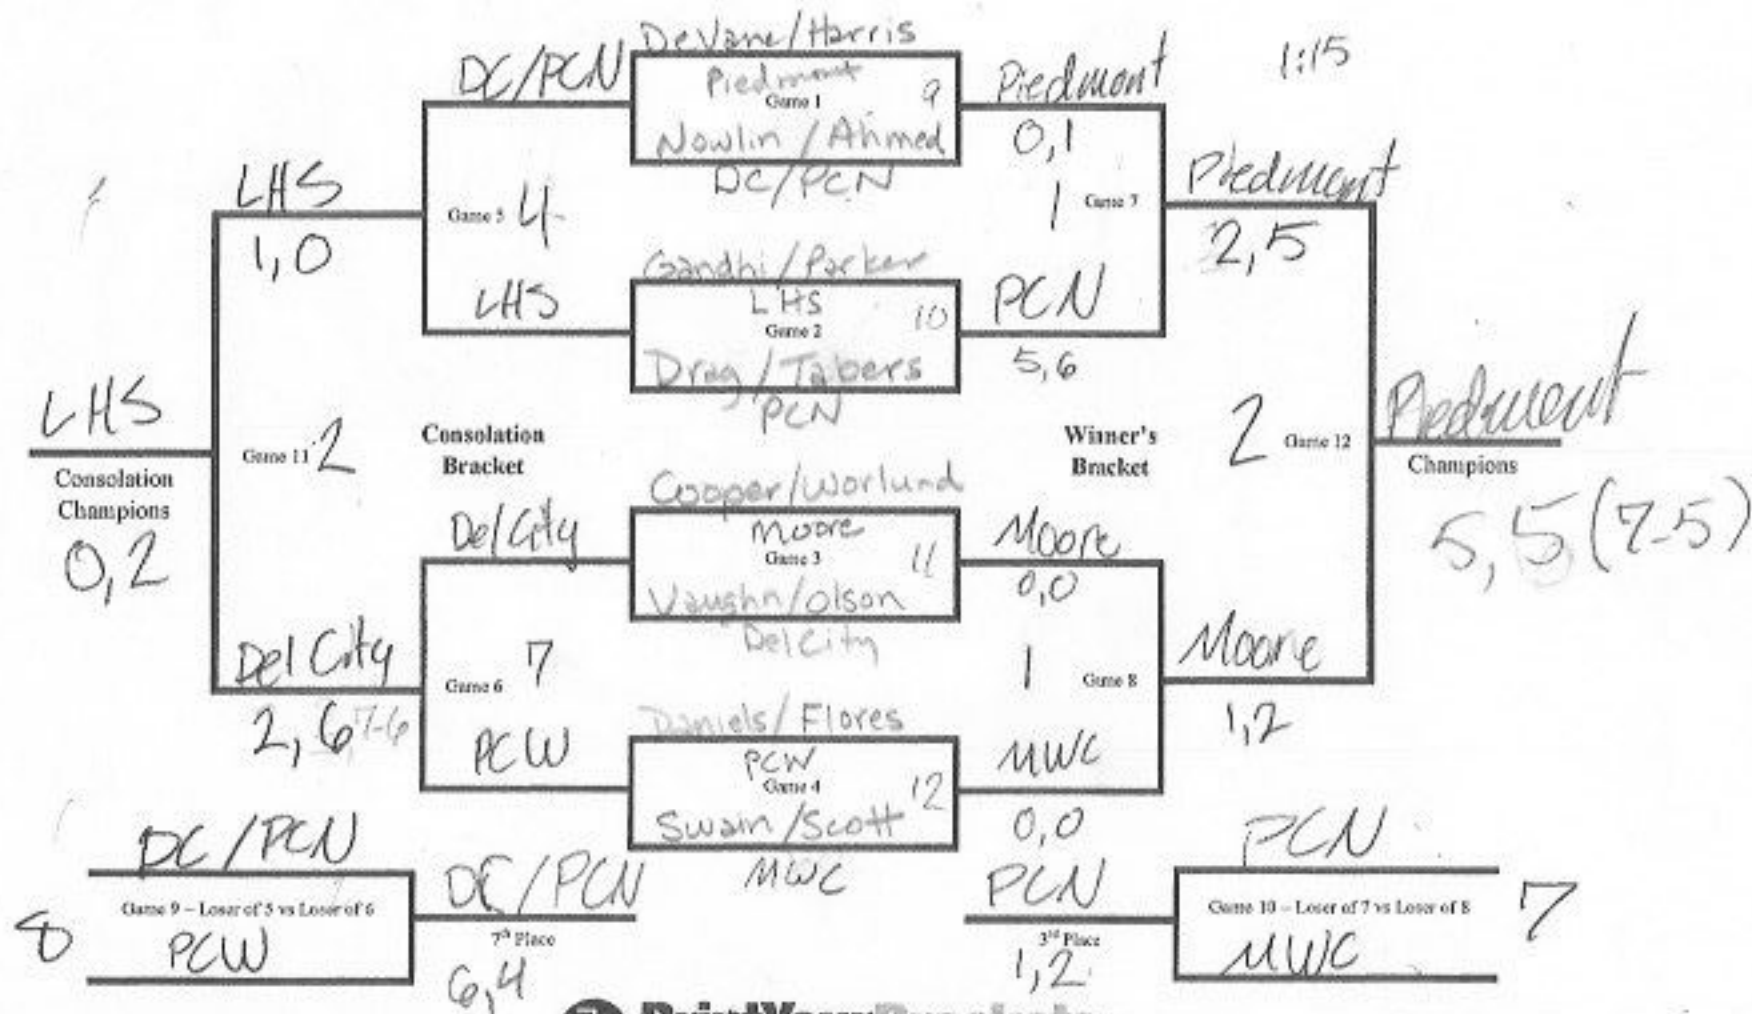 DeVane/Harris
DC/PCN
Piedmont
Game 1
9
Piedmont
1:15
Nowlin/Ahmed
0,1
DC/PCN
LHS
Game 5
4
1
Game 7
Piedmont
1,0
2,5
Gandhi/Parker
LHS
LHS
Game 2
10
PCN
Drag/Tabers
5,6
PCN
LHS
Game 11
2
Consolation
Bracket
Winner's
Bracket
2
Game 12
Piedmont
Consolation
Champions
Champions
0,2
5,5(7-5)
Cooper/Worlund
Del City
Moore
Game 3
11
Moore
Vaughn/Olson
0,0
Del City
Del City
Game 6
7
1
Game 8
Moore
2,6 7-6
1,2
Daniels/Flores
PCW
PCW
Game 4
12
MWC
Swain/Scott
0,0
MWC
DC/PCN
Game 9 – Loser of 5 vs Loser of 6
8
PCW
DC/PCN
7th Place
6,4
PCN
3rd Place
1,2
PCN
Game 10 – Loser of 7 vs Loser of 8
7
MWC